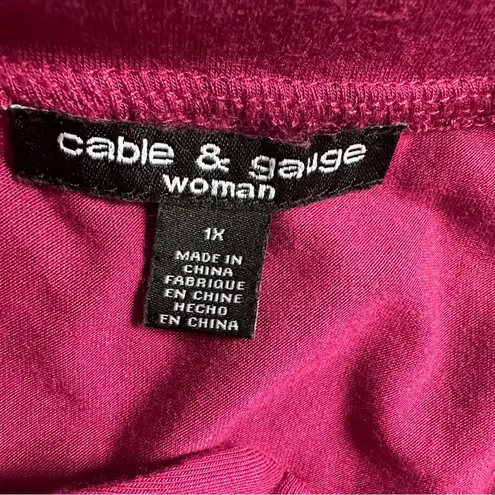 cable & gauge
woman
1X
MADE IN
CHINA
FABRIQUE
EN CHINE
HECHO
EN CHINA